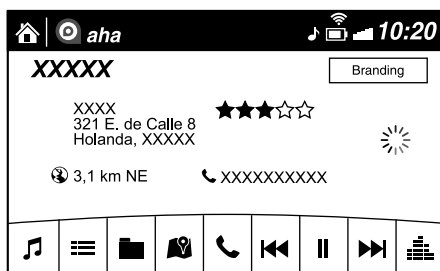 aha
10:20
XXXXX
Branding
XXXX
321 E. de Calle 8
Holanda, XXXXX
3,1 km NE
XXXXXXXXXX